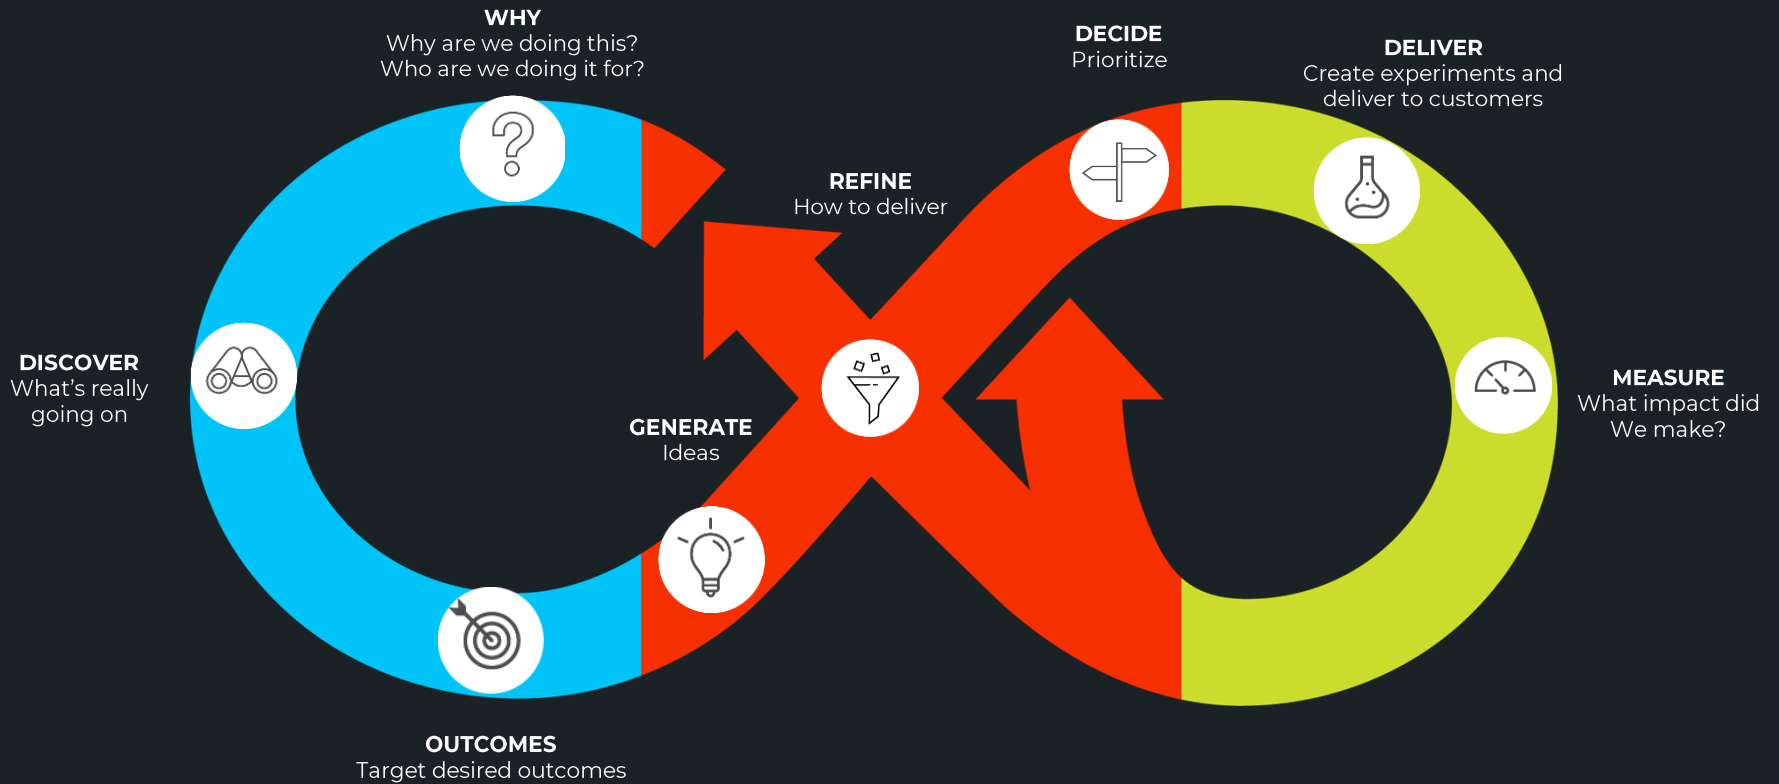 WHY
Why are we doing this?
Who are we doing it for?
DECIDE
Prioritize
DELIVER
Create experiments and
deliver to customers
REFINE
How to deliver
DISCOVER
What's really
going on
MEASURE
What impact did
We make?
GENERATE
Ideas
OUTCOMES
Target desired outcomes